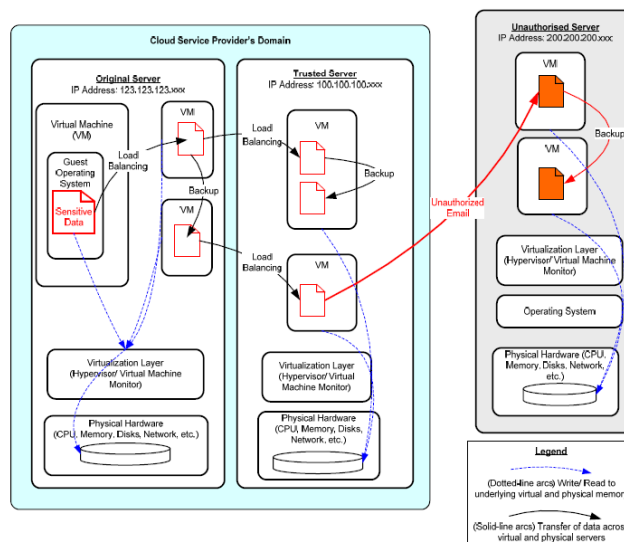 Cloud Service Provider's Domain
Original Server
IP Address: 123.123.123.xxx
Virtual Machine
(VM)
Guest
Operating
System
Sensitive
Data
Load
Balancing
VM
Backup
VM
Virtualization Layer
(Hypervisor/ Virtual Machine
Monitor)
Physical Hardware
(CPU, Memory, Disks, Network, etc.)
Trusted Server
IP Address: 100.100.100.xxx
Load
Balancing
VM
Backup
Load
Balancing
VM
Virtualization Layer
(Hypervisor/ Virtual
Machine Monitor)
Physical Hardware
(CPU, Memory, Disks,
Network, etc.)
Unauthorized
Email
Unauthorised Server
IP Address: 200.200.200.xxx
VM
Backup
VM
Virtualization Layer
(Hypervisor/ Virtual Machine
Monitor)
Operating System
Physical Hardware (CPU,
Memory, Disks, Network,
etc.)
Legend
(Dotted-line arcs) Write/ Read to
underlying virtual and physical memor
(Solid-line arcs) Transfer of data across
virtual and physical servers